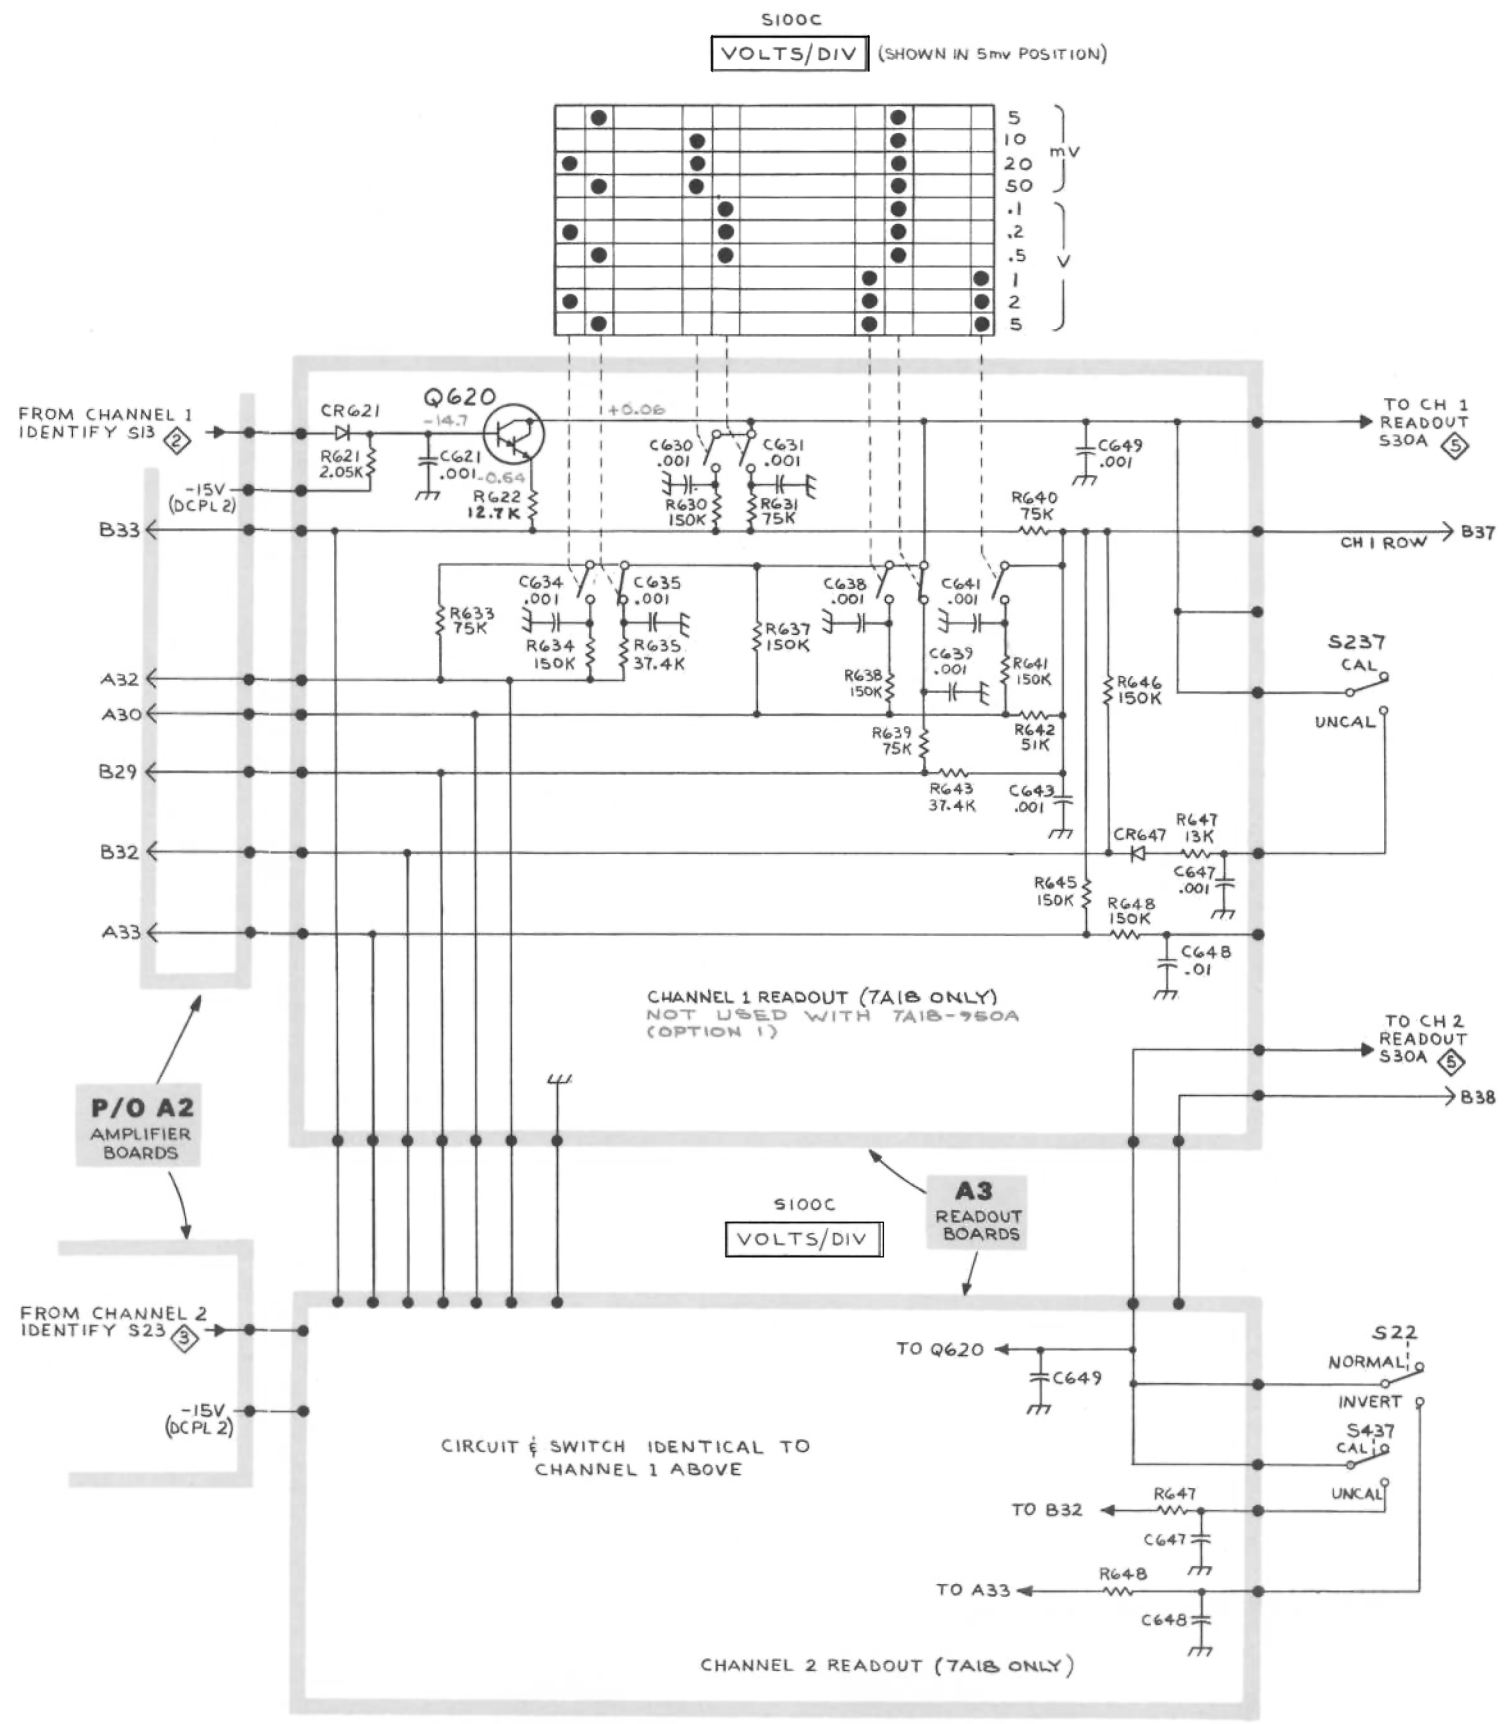 S100C
VOLTS/DIV (SHOWN IN 5mv POSITION)
5
10
20
50
mV
.1
.2
.5
1
2
5
V
FROM CHANNEL 1
IDENTIFY S13 2
-15V
(DCPL 2)
CR621
R621
2.05K
C621
.001
Q620
-14.7
+0.06
-0.64
R622
12.7K
C630
.001
C631
.001
R630
150K
R631
75K
C649
.001
TO CH 1
READOUT
S30A 5
R640
75K
B33
CH 1 ROW
B37
C634
.001
C635
.001
R633
75K
R634
150K
R635
37.4K
R637
150K
C638
.001
C641
.001
C639
.001
R638
150K
R641
150K
R646
150K
S237
CAL
UNCAL
A32
A30
R639
75K
R642
51K
B29
R643
37.4K
C643
.001
B32
CR647
R647
13K
C647
.001
R645
150K
R648
150K
A33
C648
.01
CHANNEL 1 READOUT (7A18 ONLY)
NOT USED WITH 7A18-950A
(OPTION 1)
TO CH 2
READOUT
S30A 5
B38
P/O A2
AMPLIFIER
BOARDS
A3
READOUT
BOARDS
S100C
VOLTS/DIV
FROM CHANNEL 2
IDENTIFY S23 3
-15V
(DCPL 2)
TO Q620
C649
S22
NORMAL
INVERT
S437
CAL
UNCAL
CIRCUIT & SWITCH IDENTICAL TO
CHANNEL 1 ABOVE
R647
TO B32
C647
R648
TO A33
C648
CHANNEL 2 READOUT (7A18 ONLY)